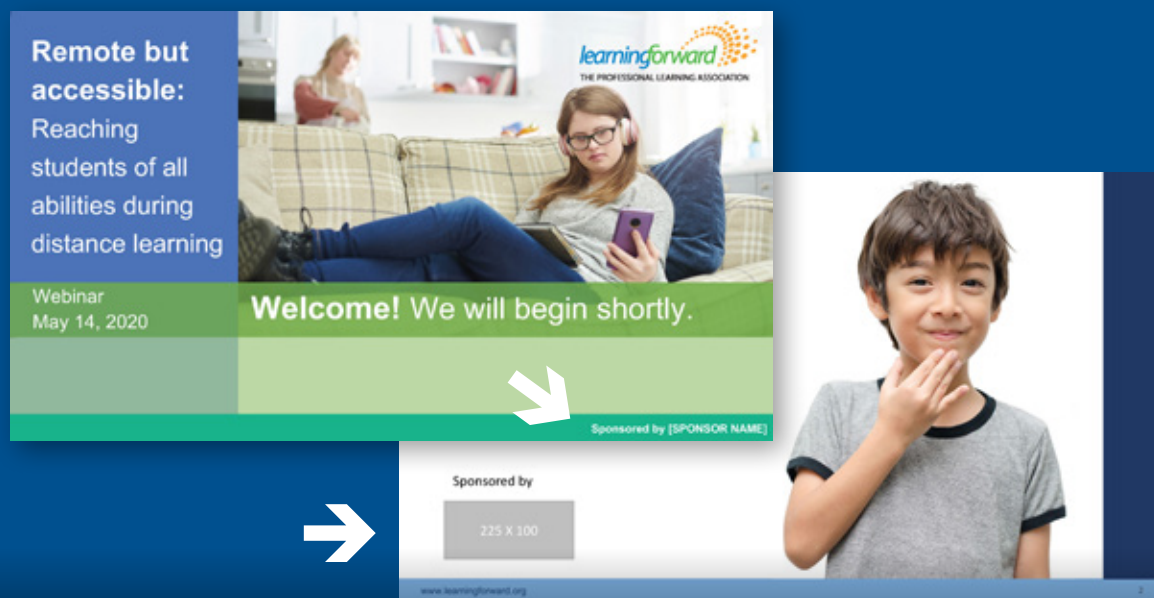 Remote but
accessible:
Reaching
students of all
abilities during
distance learning
learningforward
THE PROFESSIONAL LEARNING ASSOCIATION
Webinar
May 14, 2020
Welcome! We will begin shortly.
Sponsored by [SPONSOR NAME]
Sponsored by
225 X 100
www.learningforward.org
2